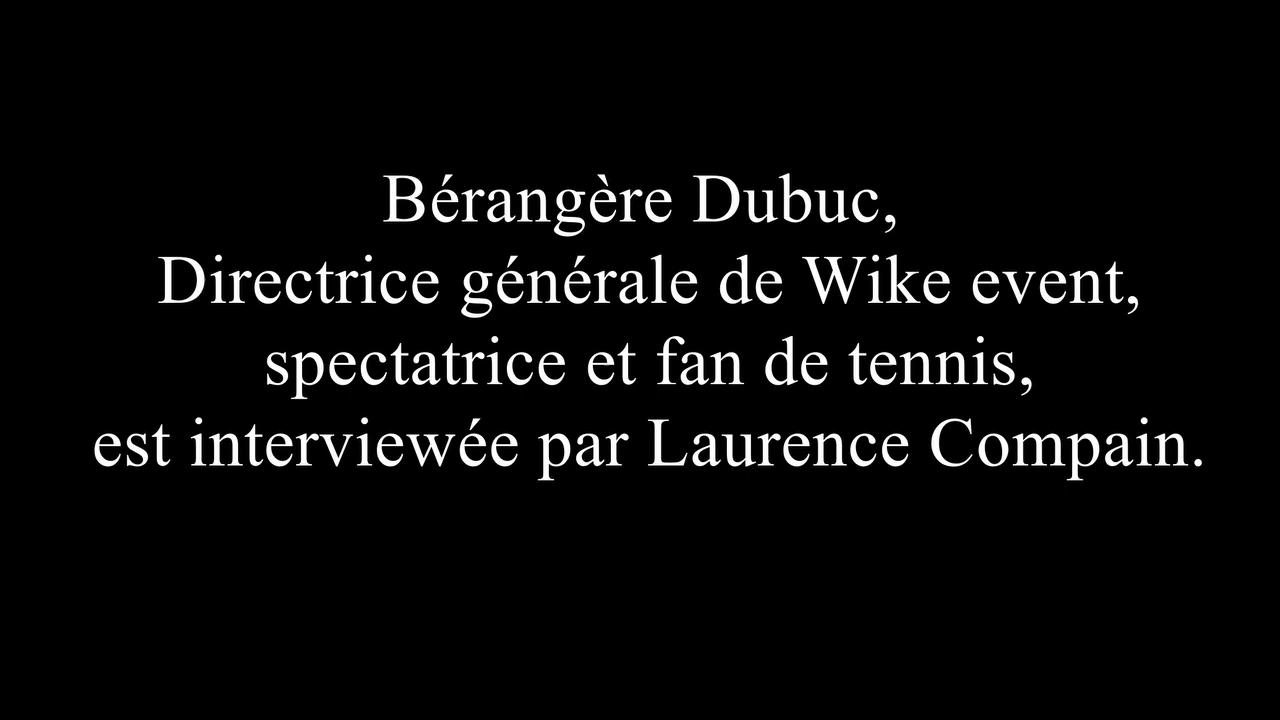 Bérangère Dubuc,
Directrice générale de Wike event,
spectatrice et fan de tennis,
est interviewée par Laurence Compain.